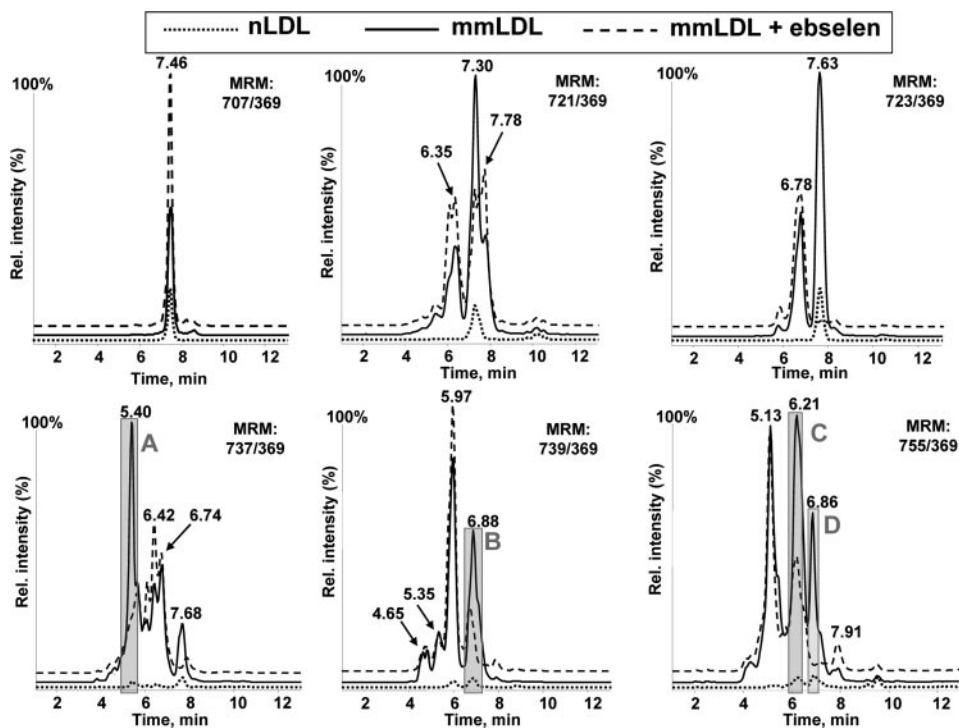 nLDL mmLDL mmLDL + ebselen
100%
7.46
MRM:
707/369
Rel. intensity (%)
2 4 6 8 10 12
Time, min
100%
7.30
MRM:
721/369
7.78
6.35
Rel. intensity (%)
2 4 6 8 10 12
Time, min
100%
7.63
MRM:
723/369
6.78
Rel. intensity (%)
2 4 6 8 10 12
Time, min
100%
5.40
A
MRM:
737/369
6.42
6.74
7.68
Rel. intensity (%)
2 4 6 8 10 12
Time, min
100%
5.97
MRM:
739/369
6.88
B
5.35
4.65
Rel. intensity (%)
2 4 6 8 10 12
Time, min
100%
5.13
6.21
C
MRM:
755/369
6.86
D
7.91
Rel. intensity (%)
2 4 6 8 10 12
Time, min